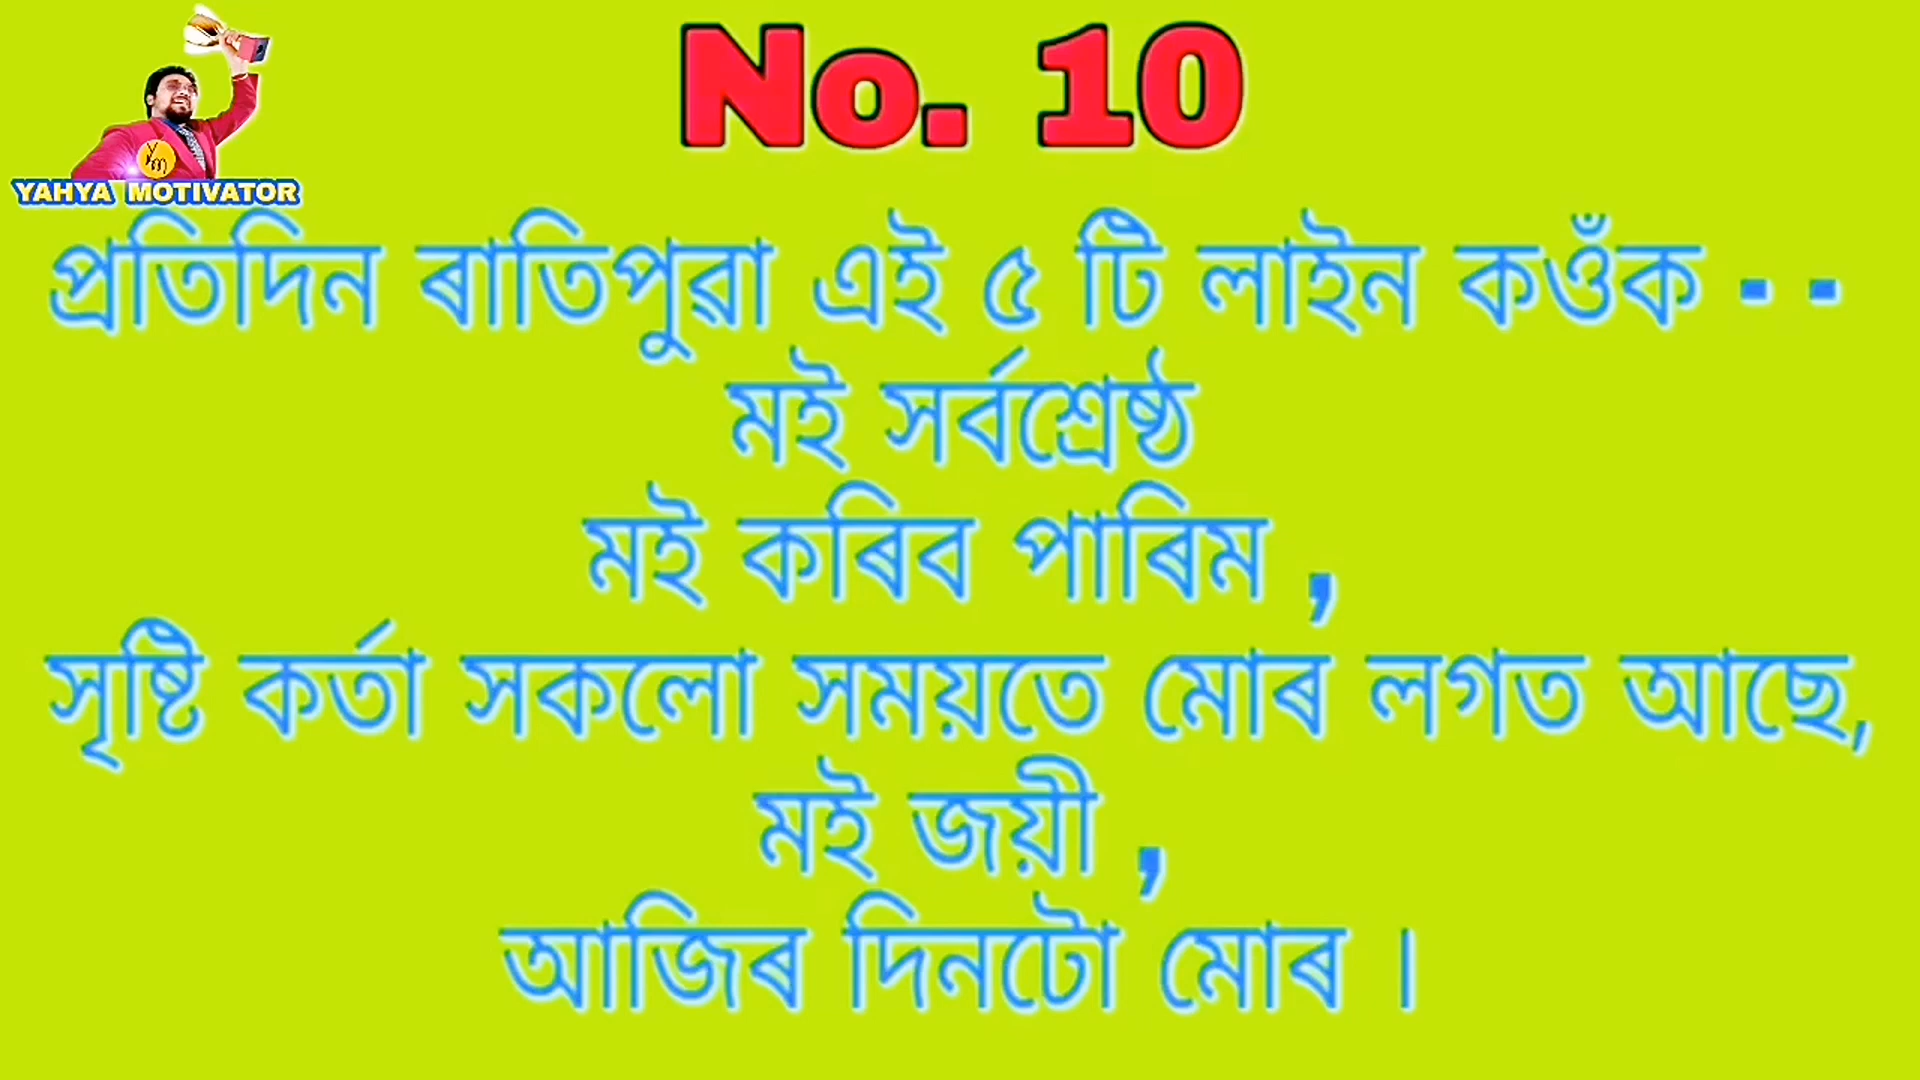 No. 10
YAHYA MOTIVATOR
প্ৰতিদিন ৰাতিপুৱা এই ৫ টি লাইন কওঁক - -
মই সৰ্বশ্ৰেষ্ঠ
মই কৰিব পাৰিম ,
সৃষ্টি কৰ্তা সকলো সময়তে মোৰ লগত আছে,
মই জয়ী ,
আজিৰ দিনটো মোৰ ।